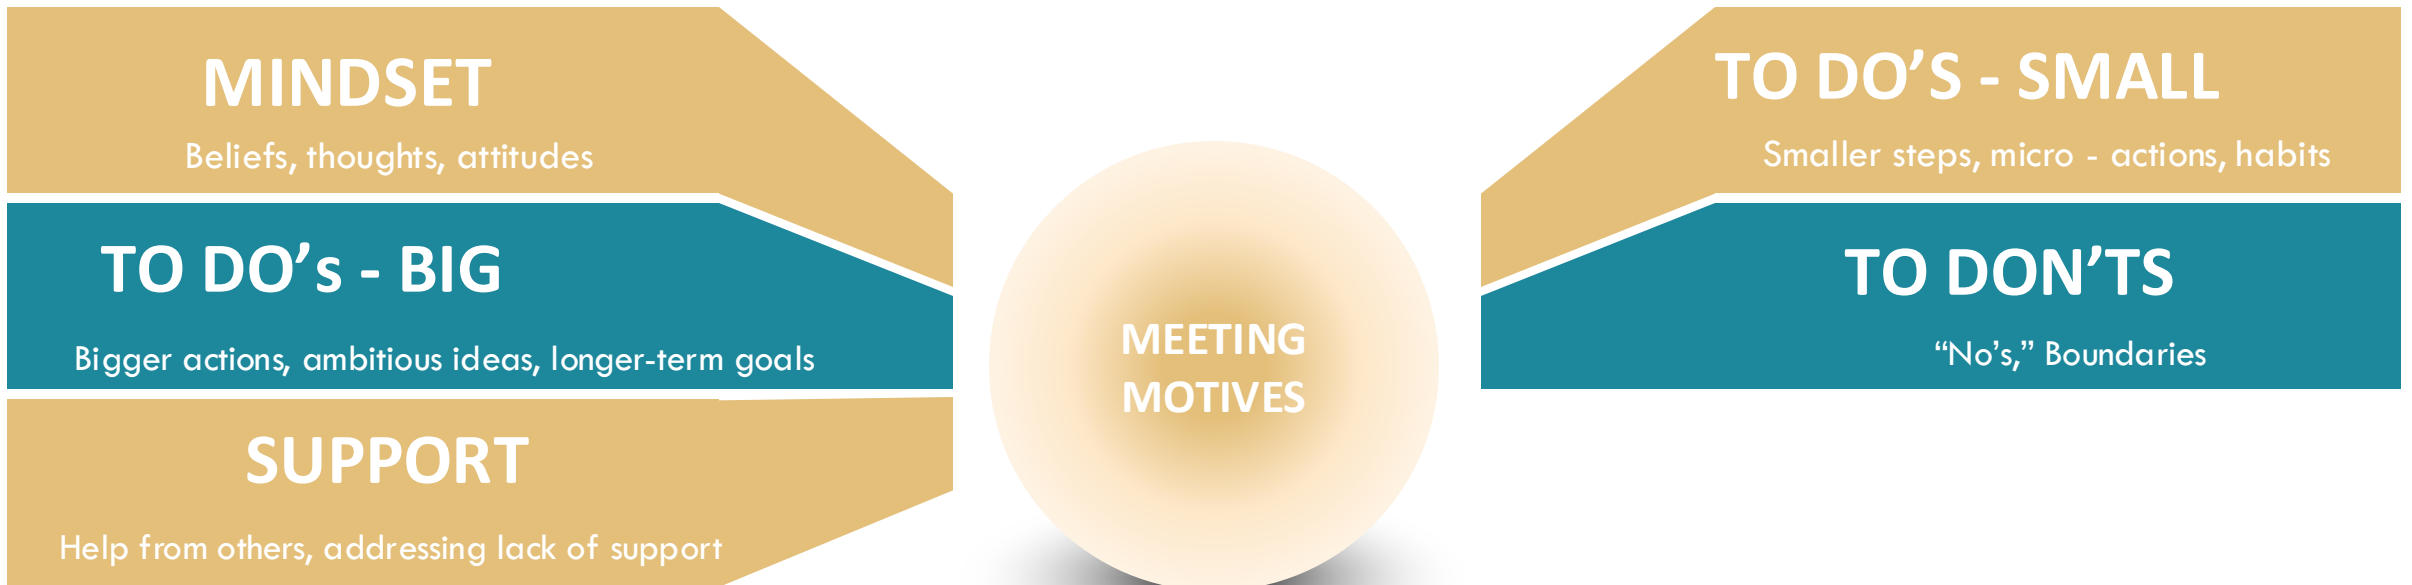 MINDSET
Beliefs, thoughts, attitudes
TO DO’s - BIG
Bigger actions, ambitious ideas, longer-term goals
SUPPORT
Help from others, addressing lack of support
MEETING
MOTIVES
TO DO’S - SMALL
Smaller steps, micro - actions, habits
TO DON’TS
“No’s,” Boundaries